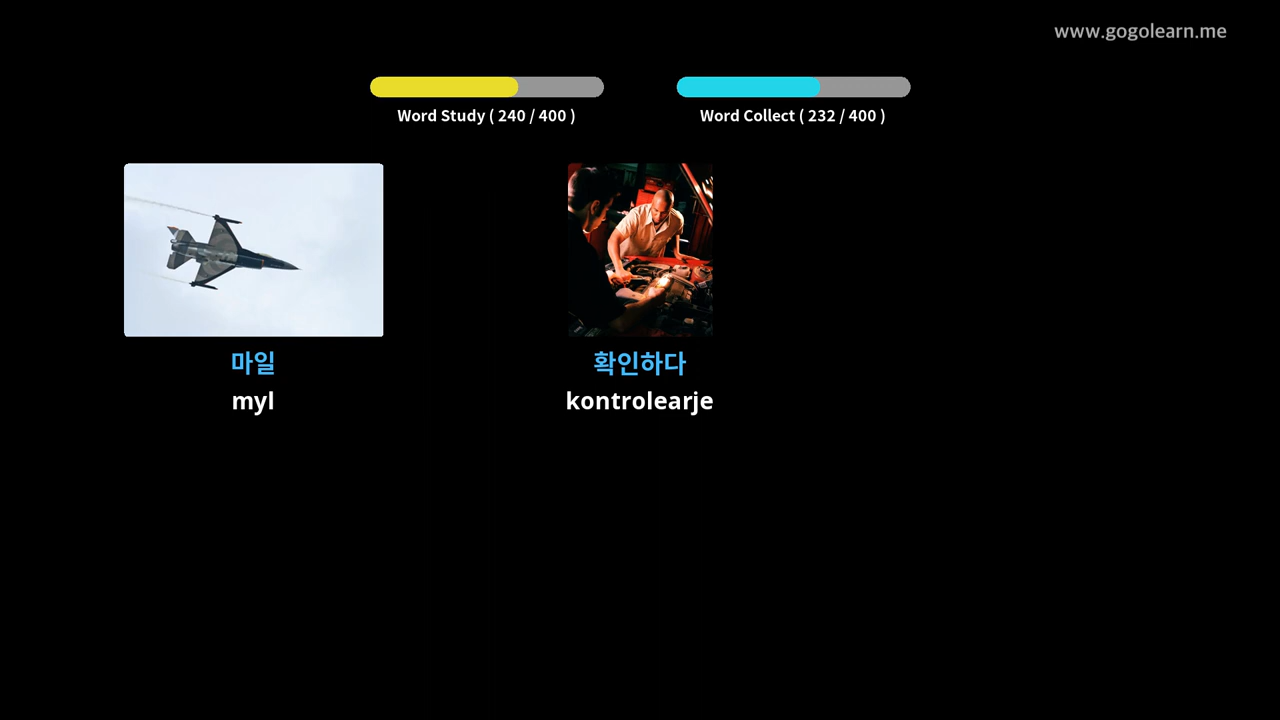 www.gogolearn.me
Word Study ( 240 / 400 )
Word Collect ( 232 / 400 )
마일
myl
확인하다
kontrolearje